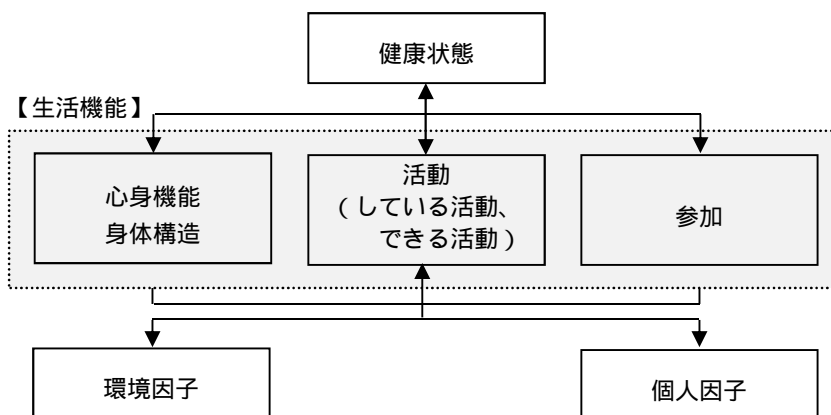 健康状態
【生活機能】
心身機能
身体構造
活動
(している活動、
できる活動)
参加
環境因子
個人因子